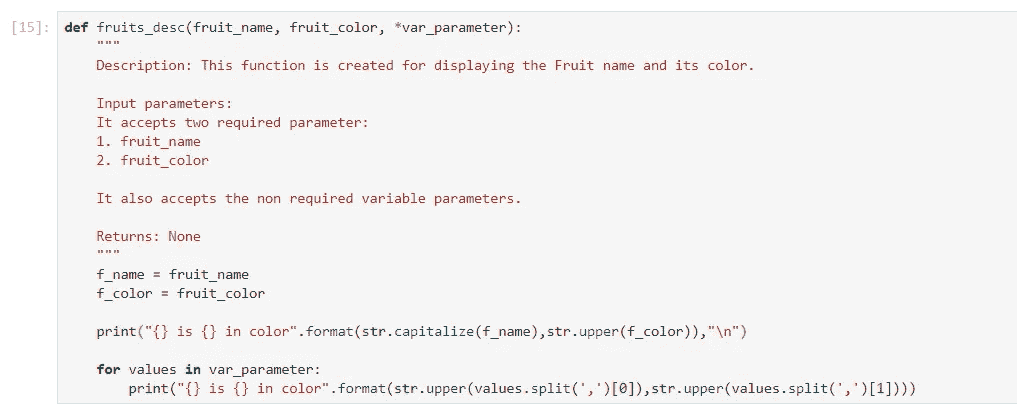 [15]: def fruits_desc(fruit_name, fruit_color, *var_parameter):
"""
Description: This function is created for displaying the Fruit name and its color.
Input parameters:
It accepts two required parameter:
1. fruit_name
2. fruit_color
It also accepts the non required variable parameters.
Returns: None
"""
f_name = fruit_name
f_color = fruit_color
print("{} is {} in color".format(str.capitalize(f_name),str.upper(f_color)),"\n")
for values in var_parameter:
print("{} is {} in color".format(str.upper(values.split(',')[0]),str.upper(values.split(',')[1])))